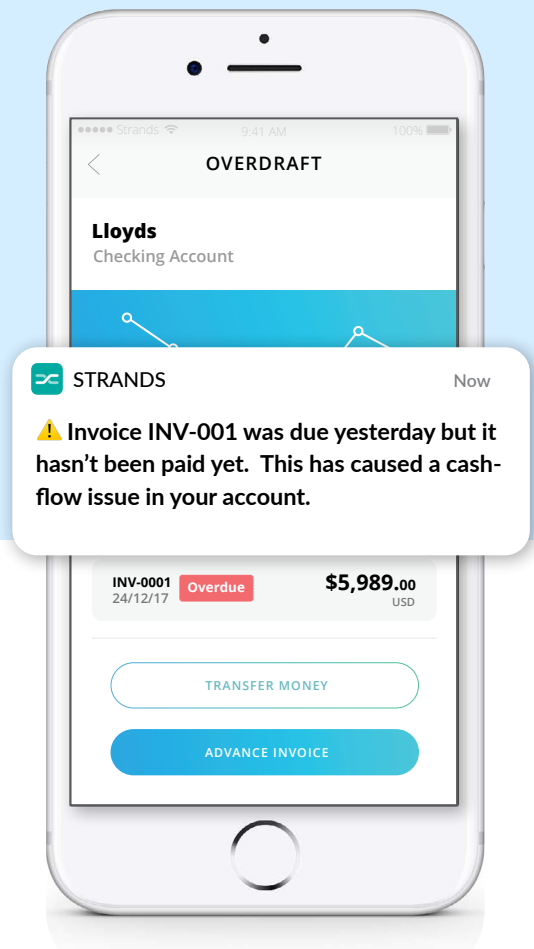 Strands 9:41 AM 100%
OVERDRAFT
Lloyds
Checking Account
STRANDS Now
Invoice INV-001 was due yesterday but it
hasn’t been paid yet.  This has caused a cash-
flow issue in your account.
INV-0001 Overdue $5,989.00
24/12/17 USD
TRANSFER MONEY
ADVANCE INVOICE